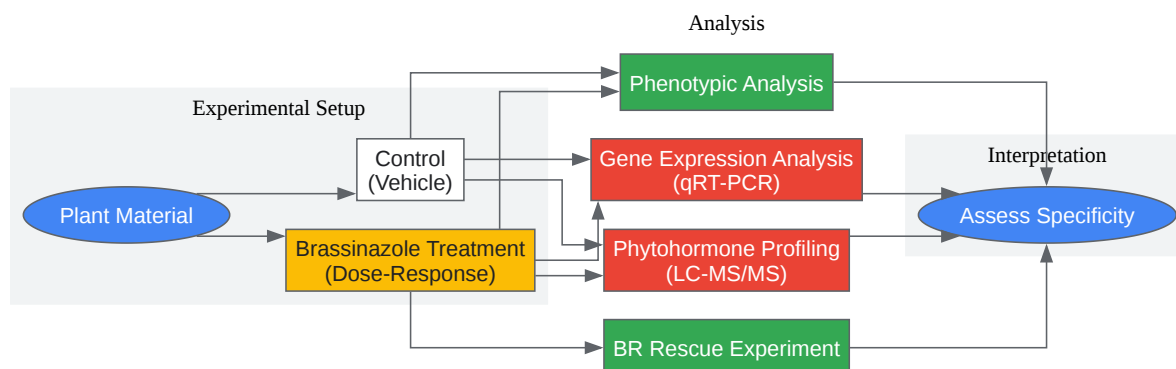 Analysis
Phenotypic Analysis
Experimental Setup
Control
(Vehicle)
Gene Expression Analysis
(qRT-PCR)
Interpretation
Plant Material
Assess Specificity
Brassinazole Treatment
(Dose-Response)
Phytohormone Profiling
(LC-MS/MS)
BR Rescue Experiment